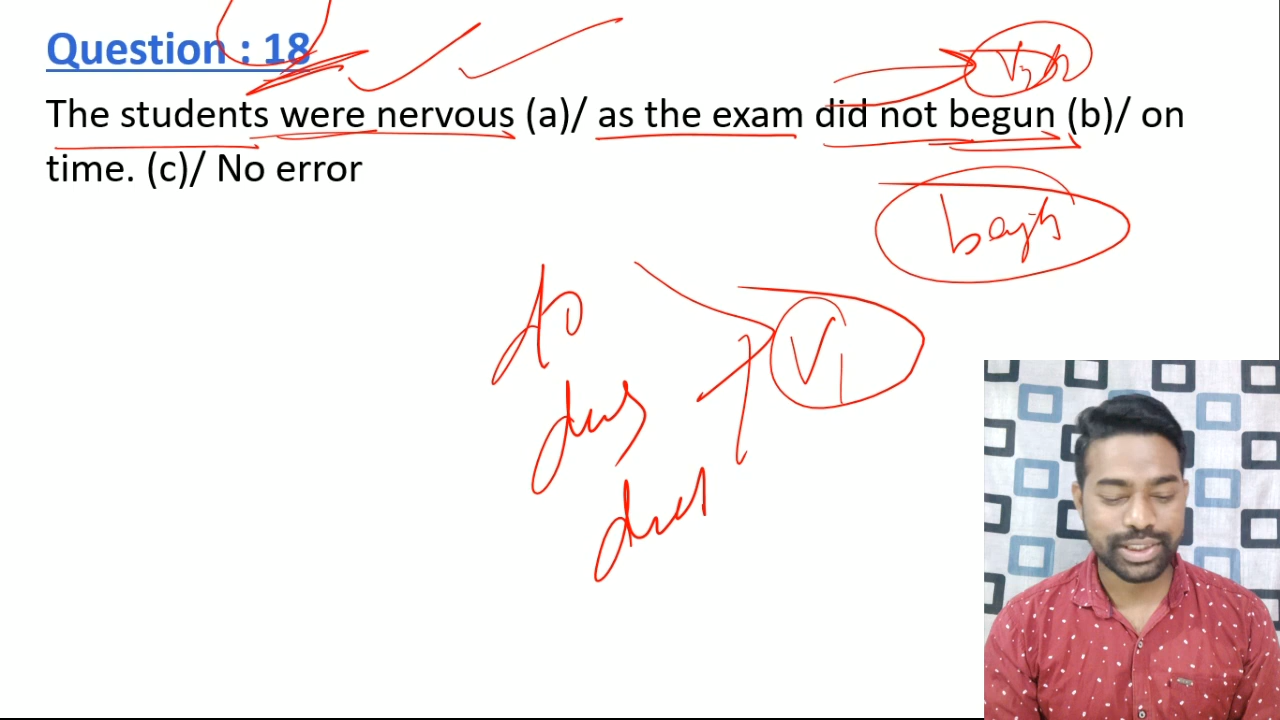 Question : 18
The students were nervous (a)/ as the exam did not begun (b)/ on
time. (c)/ No error
V3
begin
do
does
did
V1